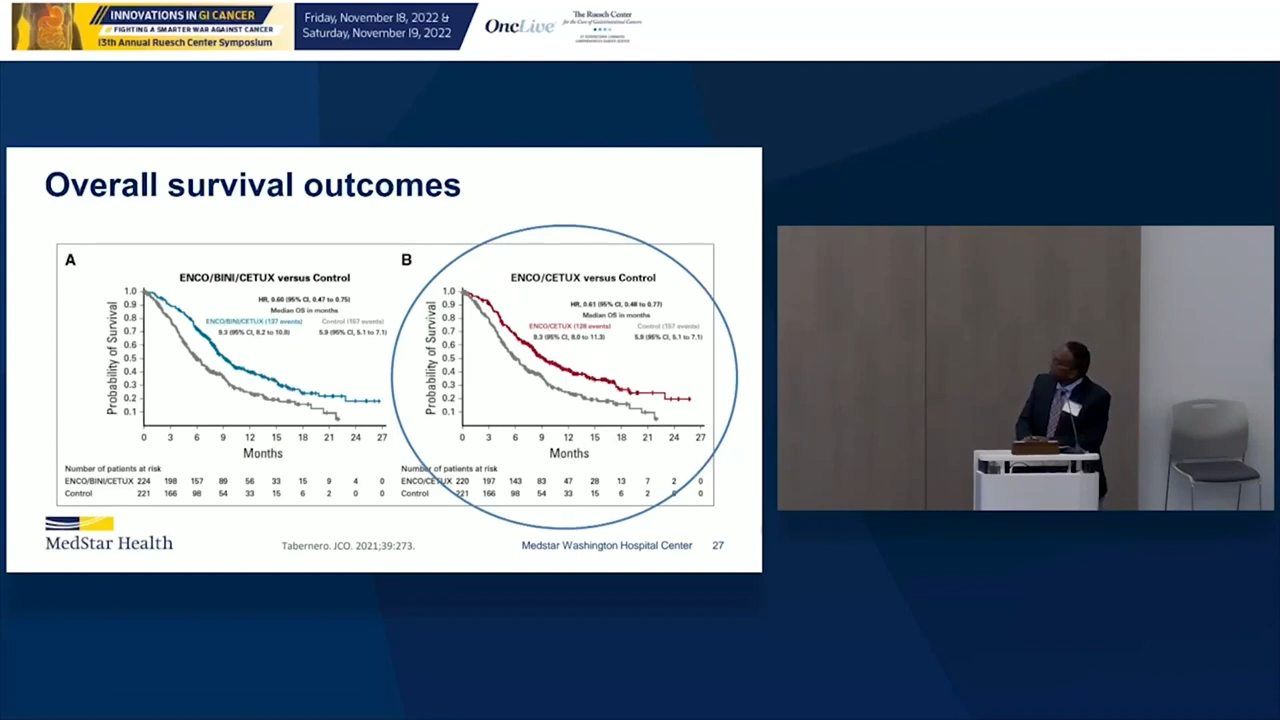 INNOVATIONS IN GI CANCER
FIGHTING A SMARTER WAR AGAINST CANCER
13th Annual Ruesch Center Symposium
Friday, November 18, 2022 &
Saturday, November 19, 2022
OncLive
The Ruesch Center
for the Cure of Gastrointestinal Cancers
Overall survival outcomes
A
ENCO/BINI/CETUX versus Control
HR, 0.60 (95% CI, 0.47 to 0.75)
Median OS in months
ENCO/BINI/CETUX (137 events) Control (157 events)
9.3 (95% CI, 8.2 to 10.8) 5.9 (95% CI, 5.1 to 7.1)
Probability of Survival
1.0
0.9
0.8
0.7
0.6
0.5
0.4
0.3
0.2
0.1
0 3 6 9 12 15 18 21 24 27
Months
Number of patients at risk
ENCO/BINI/CETUX 224 198 157 89 56 33 15 9 4 0
Control 221 166 98 54 33 15 6 2 0 0
B
ENCO/CETUX versus Control
HR, 0.61 (95% CI, 0.48 to 0.77)
Median OS in months
ENCO/CETUX (128 events) Control (157 events)
9.3 (95% CI, 8.0 to 11.3) 5.9 (95% CI, 5.1 to 7.1)
Probability of Survival
1.0
0.9
0.8
0.7
0.6
0.5
0.4
0.3
0.2
0.1
0 3 6 9 12 15 18 21 24 27
Months
Number of patients at risk
ENCO/CETUX 220 197 143 83 47 28 13 7 2 0
Control 221 166 98 54 33 15 6 2 0 0
MedStar Health
Tabernero. JCO. 2021;39:273.
Medstar Washington Hospital Center 27